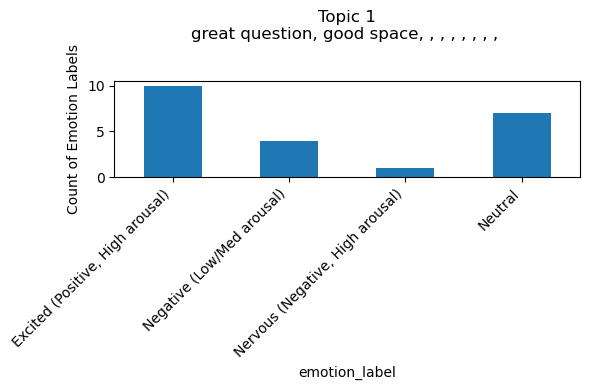 Topic 1
great question, good space, , , , , , , ,
Count of Emotion Labels
10
5
0
Excited (Positive, High arousal)
Negative (Low/Med arousal)
Nervous (Negative, High arousal)
Neutral
emotion_label